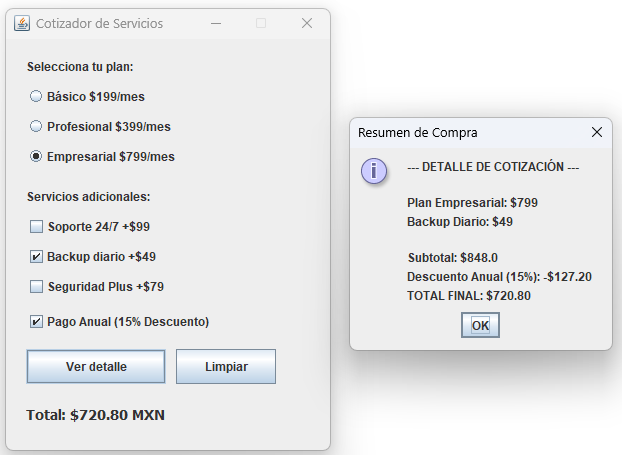 Cotizador de Servicios
Selecciona tu plan:
Básico $199/mes
Profesional $399/mes
Empresarial $799/mes
Servicios adicionales:
Soporte 24/7 +$99
Backup diario +$49
Seguridad Plus +$79
Pago Anual (15% Descuento)
Ver detalle
Limpiar
Total: $720.80 MXN
Resumen de Compra
--- DETALLE DE COTIZACIÓN ---
Plan Empresarial: $799
Backup Diario: $49
Subtotal: $848.0
Descuento Anual (15%): -$127.20
TOTAL FINAL: $720.80
OK